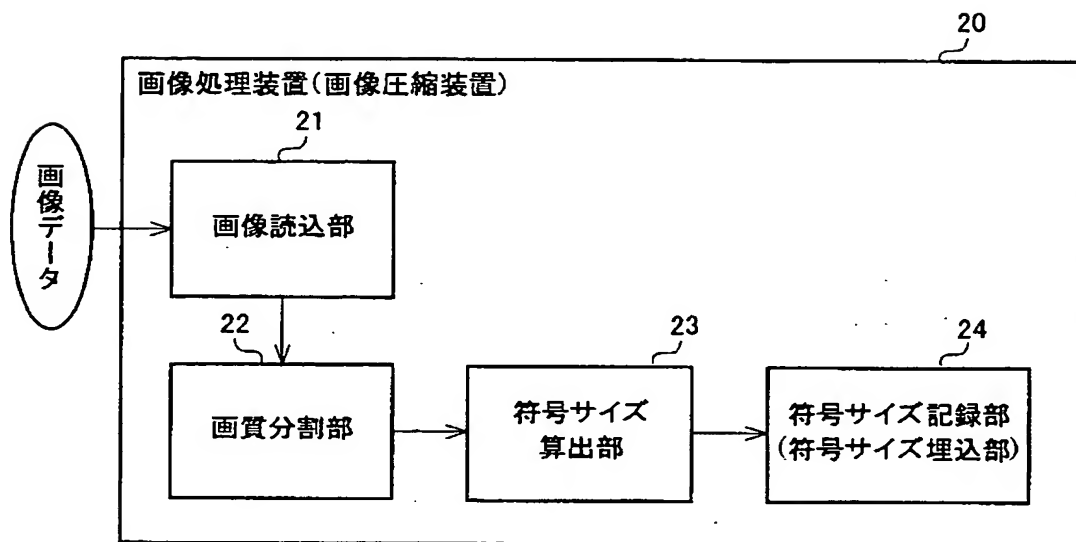 20
画像処理装置(画像圧縮装置)
21
画像データ
画像読込部
22
23
24
画質分割部
符号サイズ
算出部
符号サイズ記録部
(符号サイズ埋込部)